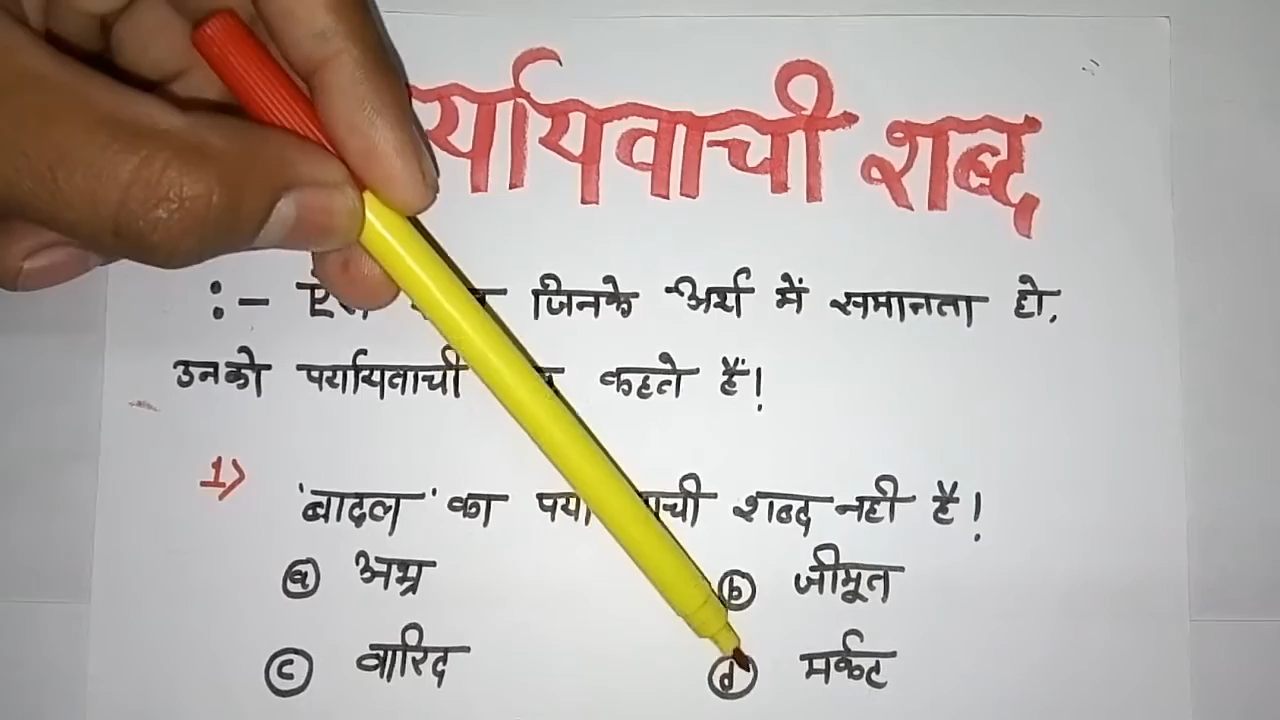 र्यायवाची शब्द
:- जिनके अर्थ में समानता हो.
उनको पर्यायवाची कहते हैं!
1> 'बादल' का शब्द नही है!
a अभ्र b जीमूत
c वारिद d मर्कट